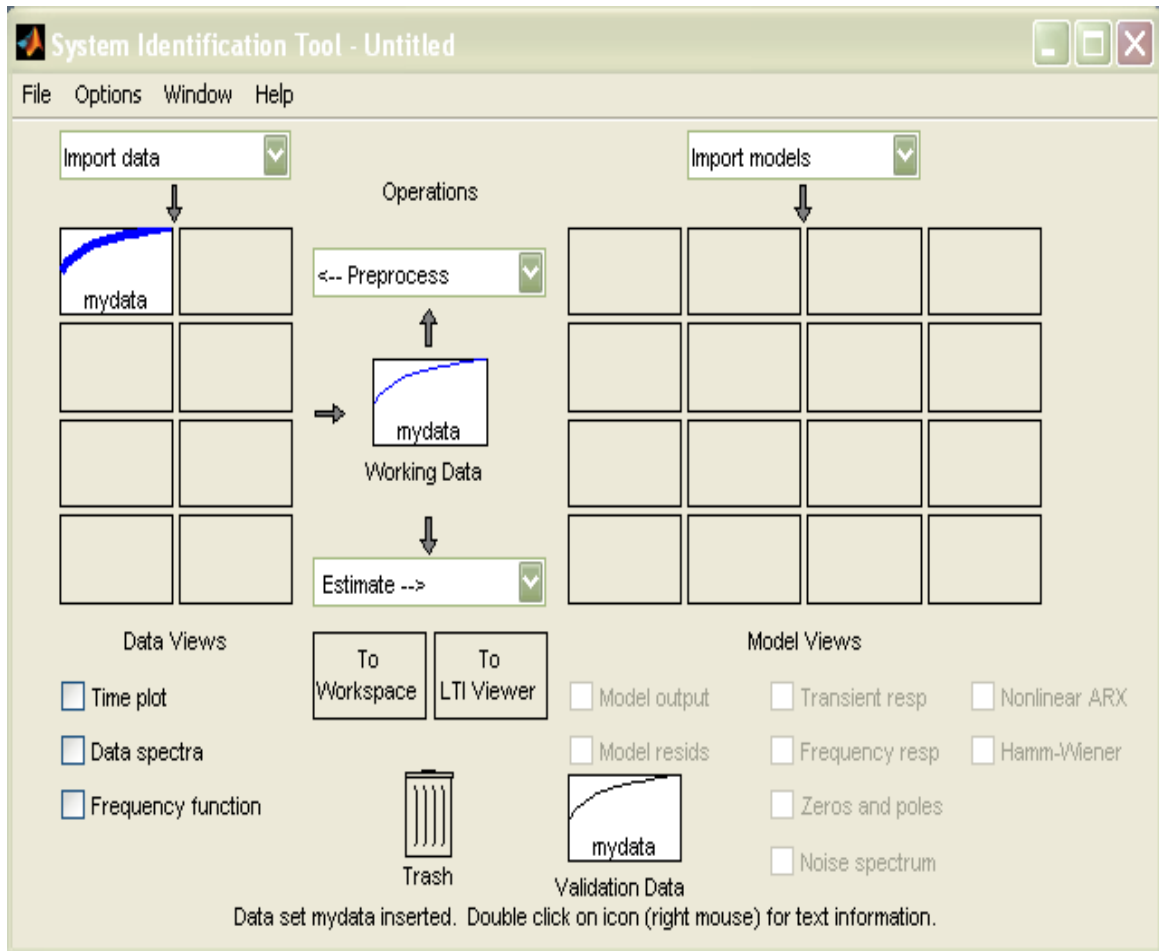 System Identification Tool - Untitled
File Options Window Help
Import data
Import models
Operations
<-- Preprocess
mydata
mydata
Working Data
Estimate -->
Data Views
Model Views
To
Workspace
To
LTI Viewer
Time plot
Data spectra
Frequency function
Model output
Transient resp
Nonlinear ARX
Model resids
Frequency resp
Hamm-Wiener
Zeros and poles
Noise spectrum
Trash
mydata
Validation Data
Data set mydata inserted. Double click on icon (right mouse) for text information.